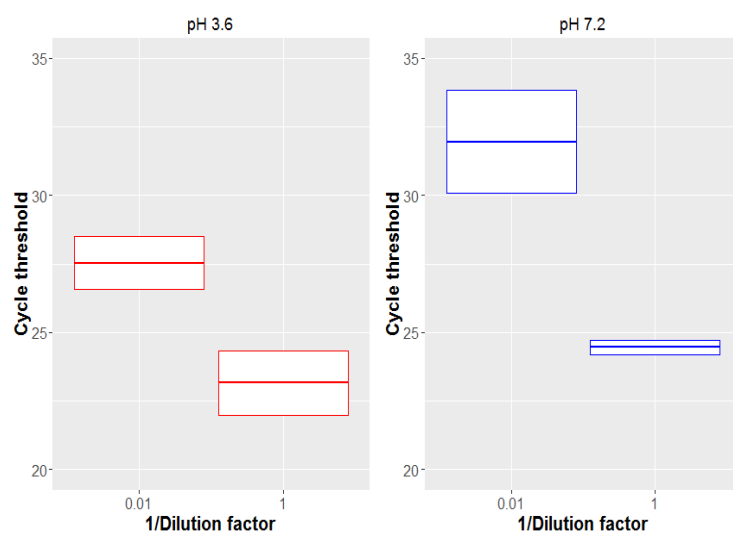 pH 3.6
35
30
25
20
Cycle threshold
0.01 1
1/Dilution factor
pH 7.2
35
30
25
20
Cycle threshold
0.01 1
1/Dilution factor